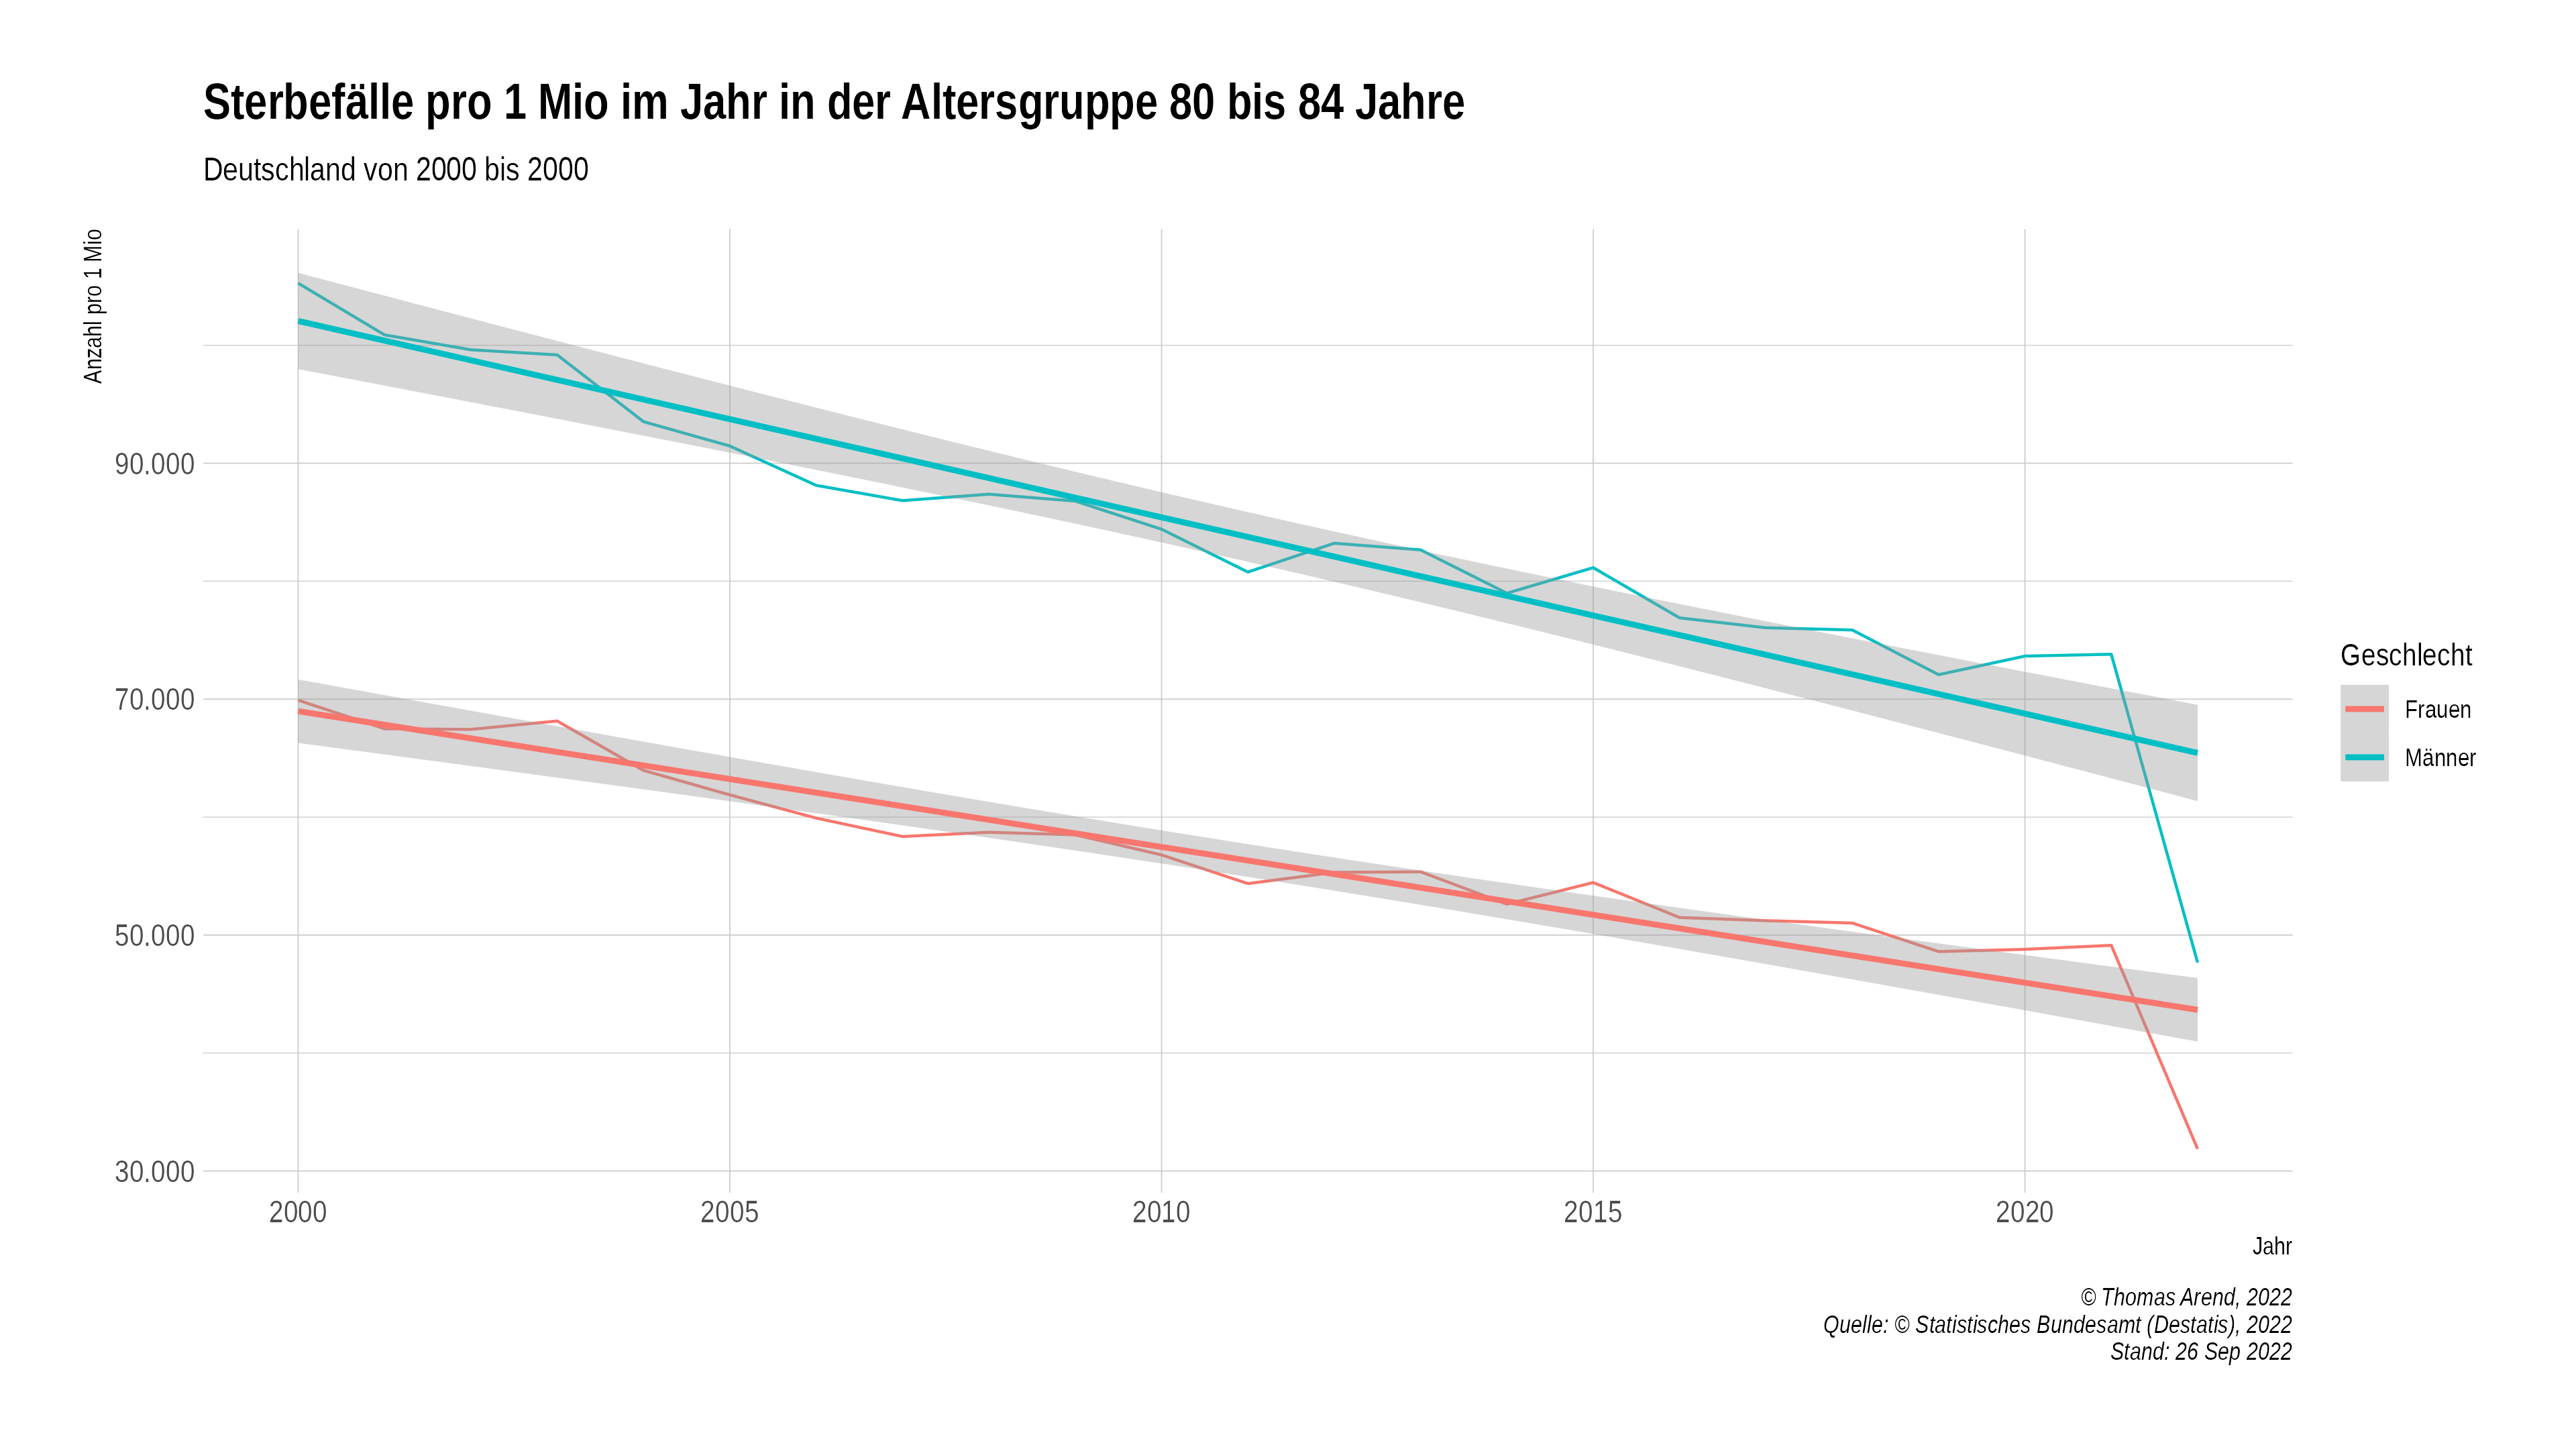 Sterbefälle pro 1 Mio im Jahr in der Altersgruppe 80 bis 84 Jahre
Deutschland von 2000 bis 2000
Anzahl pro 1 Mio
90.000
70.000
50.000
30.000
2000
2005
2010
2015
2020
Jahr
Geschlecht
Frauen
Männer
© Thomas Arend, 2022
Quelle: © Statistisches Bundesamt (Destatis), 2022
Stand: 26 Sep 2022